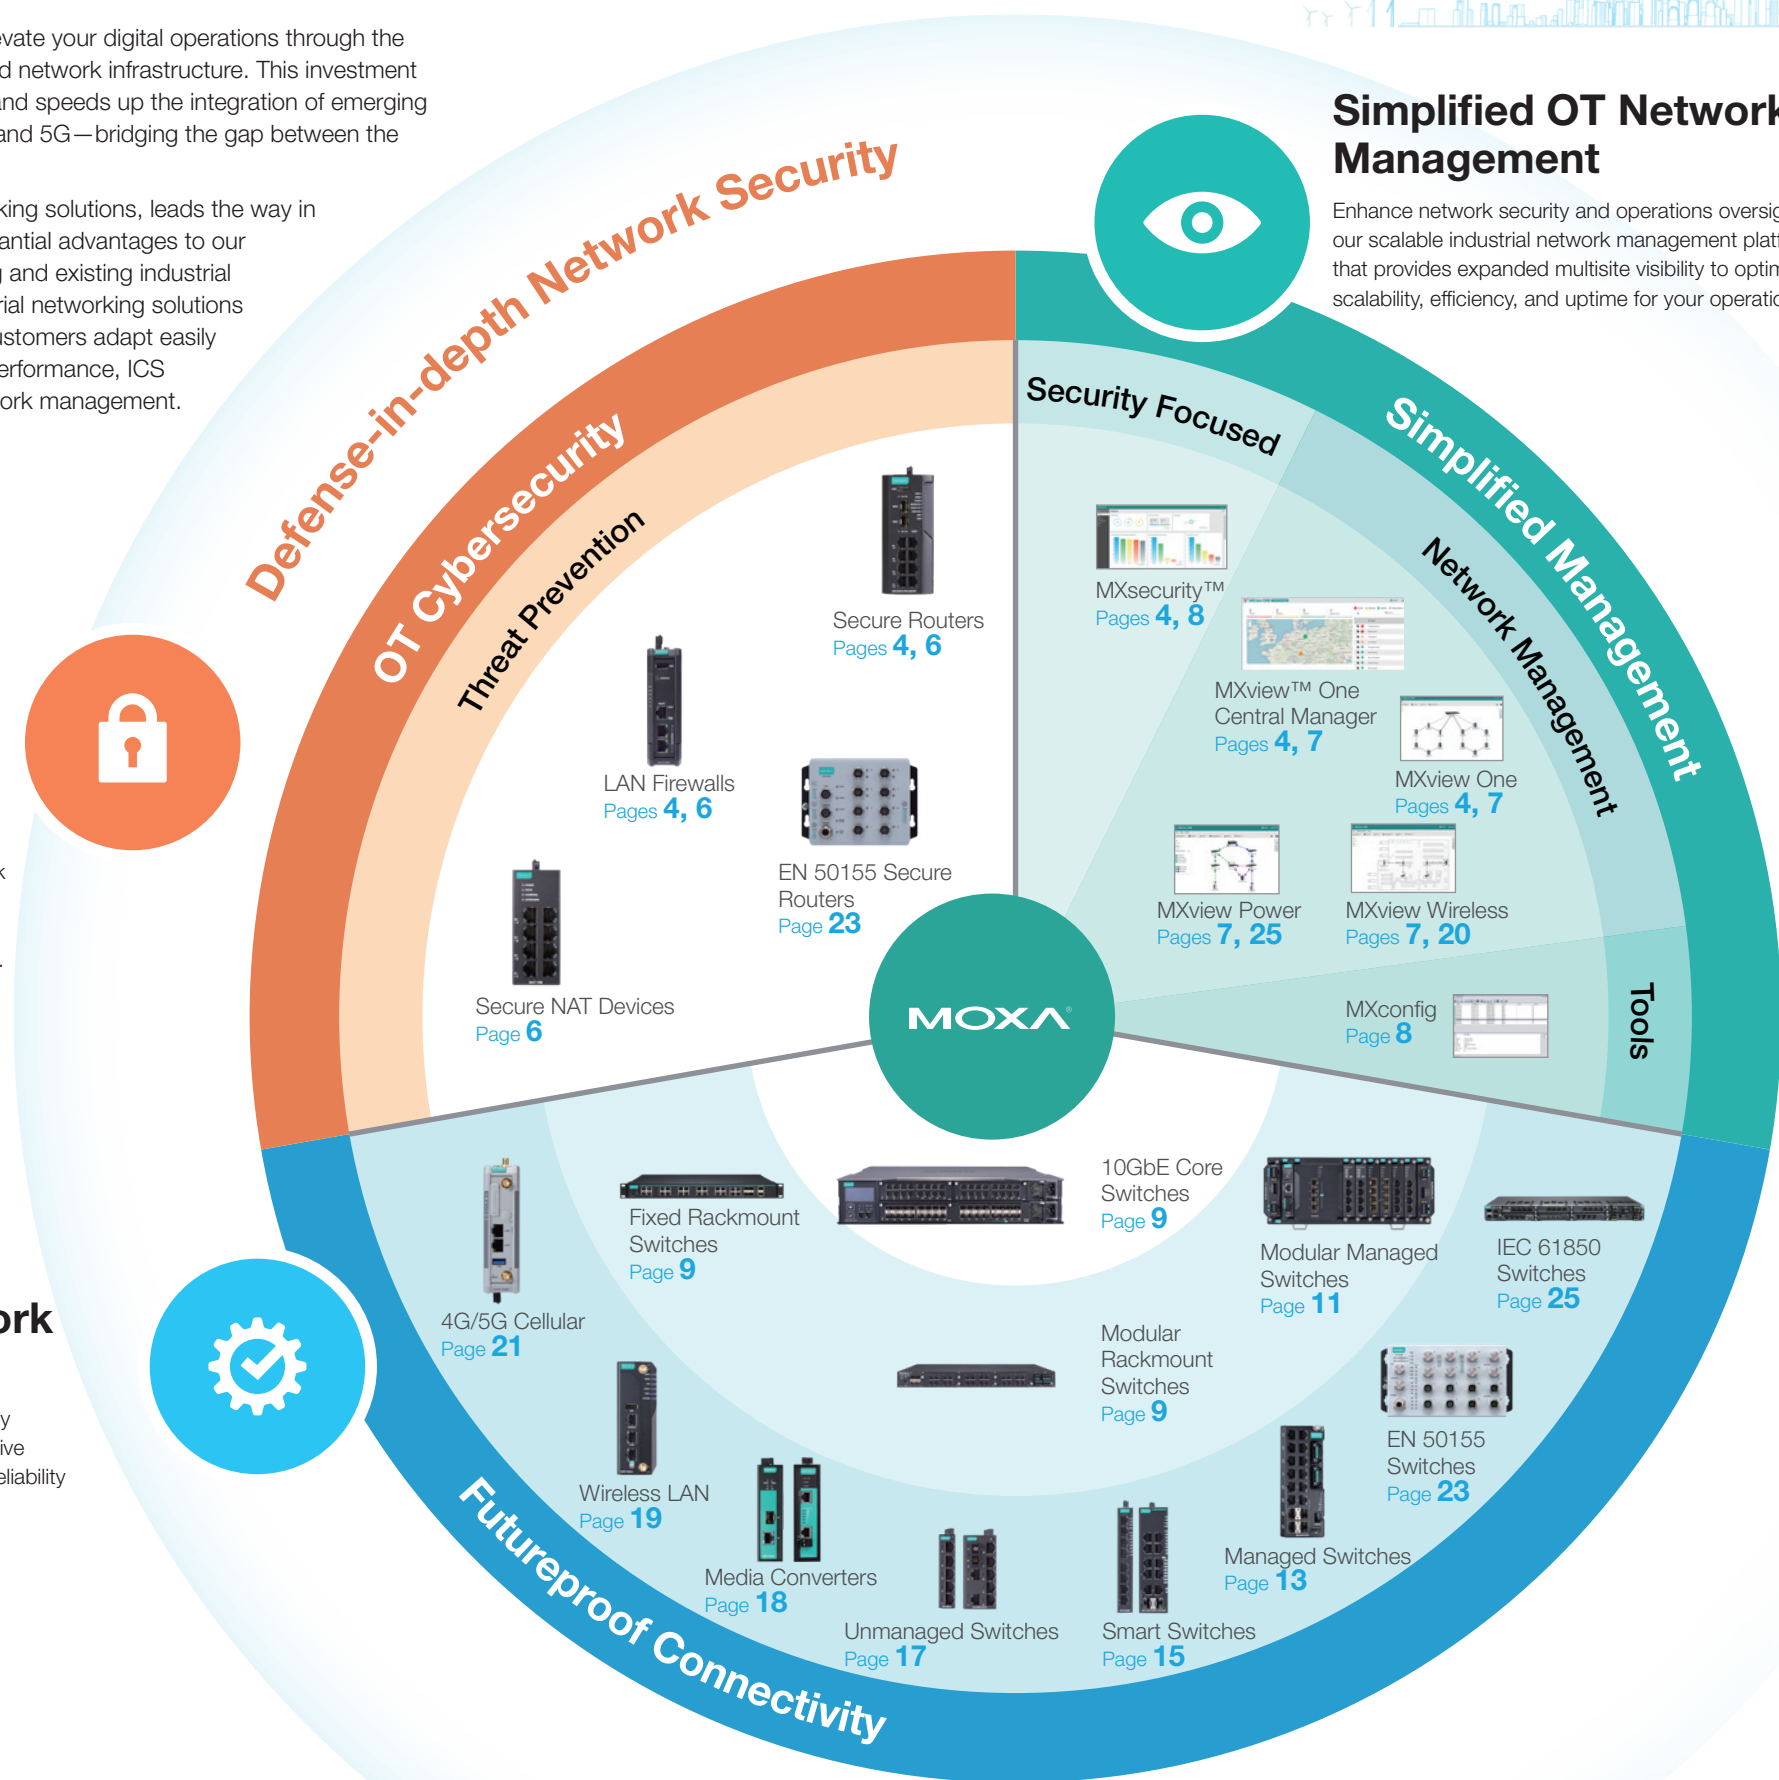 evate your digital operations through the
d network infrastructure. This investment
and speeds up the integration of emerging
and 5G—bridging the gap between the
king solutions, leads the way in
antial advantages to our
g and existing industrial
rial networking solutions
ustomers adapt easily
erformance, ICS
ork management.
Simplified OT Network
Management
Enhance network security and operations oversig
our scalable industrial network management platf
that provides expanded multisite visibility to optim
scalability, efficiency, and uptime for your operatio
Defense-in-depth Network Security
OT Cybersecurity
Threat Prevention
Secure Routers
Pages 4, 6
LAN Firewalls
Pages 4, 6
EN 50155 Secure
Routers
Page 23
Secure NAT Devices
Page 6
Simplified Management
Security Focused
MXsecurity™
Pages 4, 8
Network Management
MXview™ One
Central Manager
Pages 4, 7
MXview One
Pages 4, 7
MXview Power
Pages 7, 25
MXview Wireless
Pages 7, 20
Tools
MXconfig
Page 8
MOXA®
k
.
ork
y
ive
eliability
Futureproof Connectivity
10GbE Core
Switches
Page 9
Fixed Rackmount
Switches
Page 9
Modular Managed
Switches
Page 11
IEC 61850
Switches
Page 25
4G/5G Cellular
Page 21
Modular
Rackmount
Switches
Page 9
EN 50155
Switches
Page 23
Wireless LAN
Page 19
Managed Switches
Page 13
Media Converters
Page 18
Unmanaged Switches
Page 17
Smart Switches
Page 15